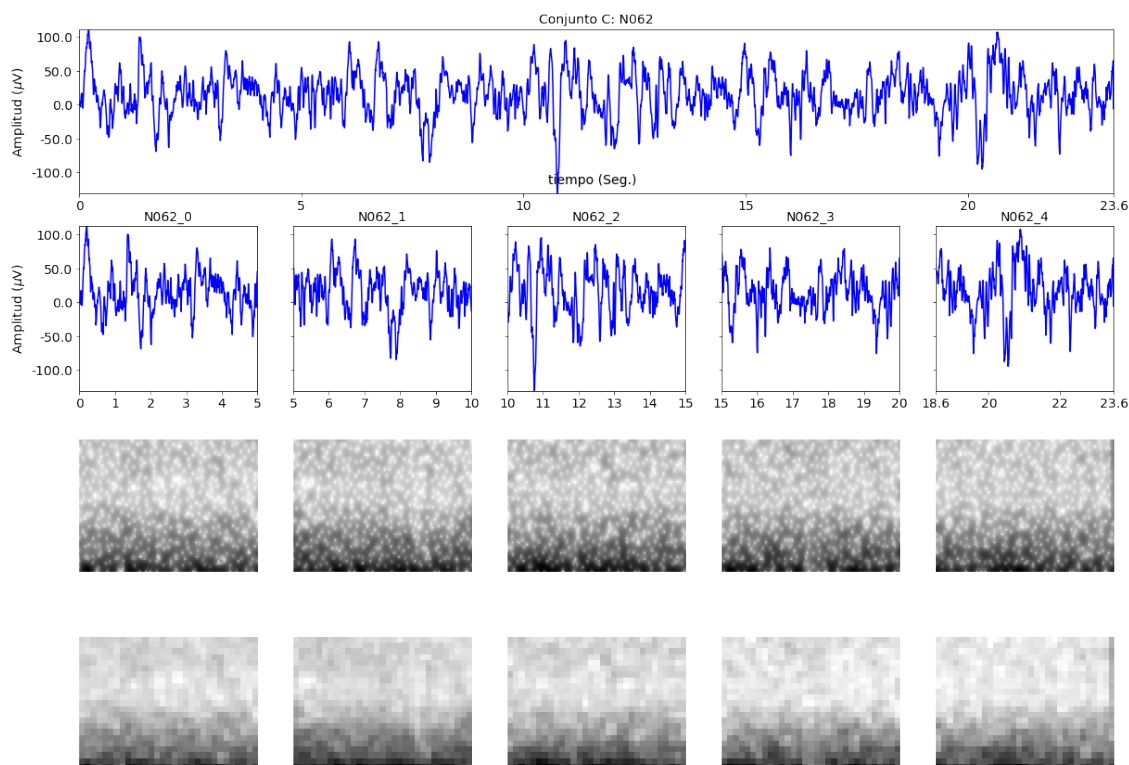 Conjunto C: N062
100.0
50.0
0.0
-50.0
-100.0
Amplitud (μV)
tiempo (Seg.)
0 5 10 15 20 23.6
N062_0 N062_1 N062_2 N062_3 N062_4
100.0
50.0
0.0
-50.0
-100.0
Amplitud (μV)
0 1 2 3 4 5 5 6 7 8 9 10 10 11 12 13 14 15 15 16 17 18 19 20 18.6 20 22 23.6